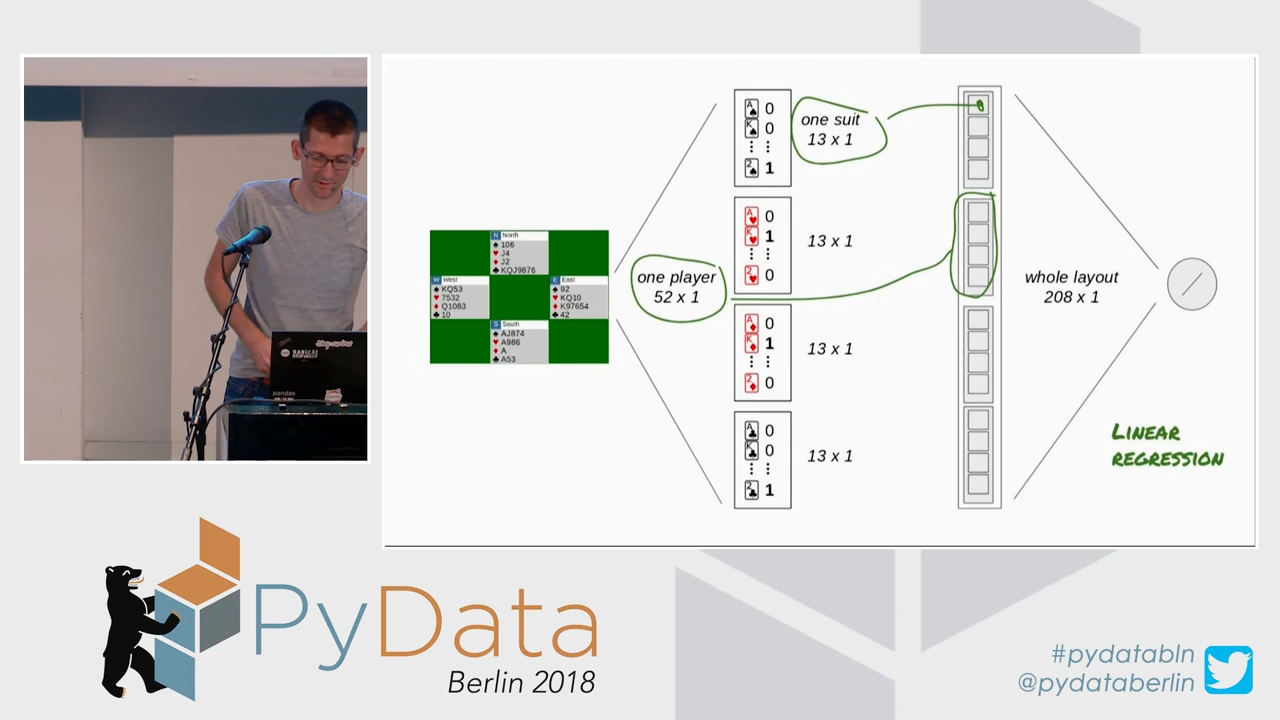 A 0
K 0
2 1
one suit
13 x 1
A 0
K 1
2 0
13 x 1
N North
106
J4
J2
KQJ9876
W West
KQ53
7532
Q1083
10
E East
92
KQ10
K97654
42
S South
AJ874
A986
A
A53
one player
52 x 1
whole layout
208 x 1
A 0
K 1
2 0
13 x 1
A 0
K 0
2 1
13 x 1
LINEAR
REGRESSION
pandas
PyData
Berlin 2018
#pydatabln
@pydataberlin